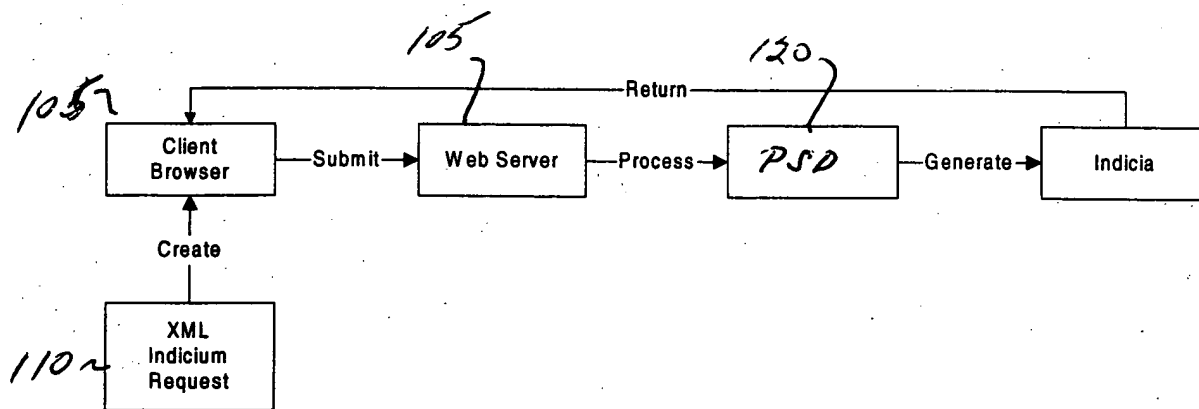 105
120
Return
105
Client
Browser
Submit
Web Server
Process
PSD
Generate
Indicia
Create
XML
Indicium
Request
110